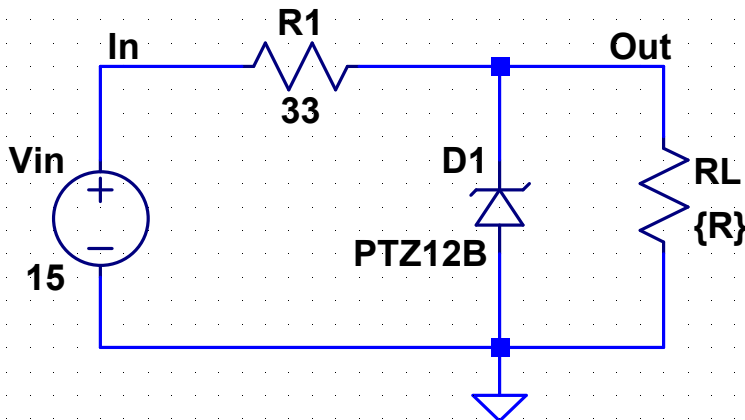 R1
In
Out
33
Vin
D1
RL
{R}
PTZ12B
15